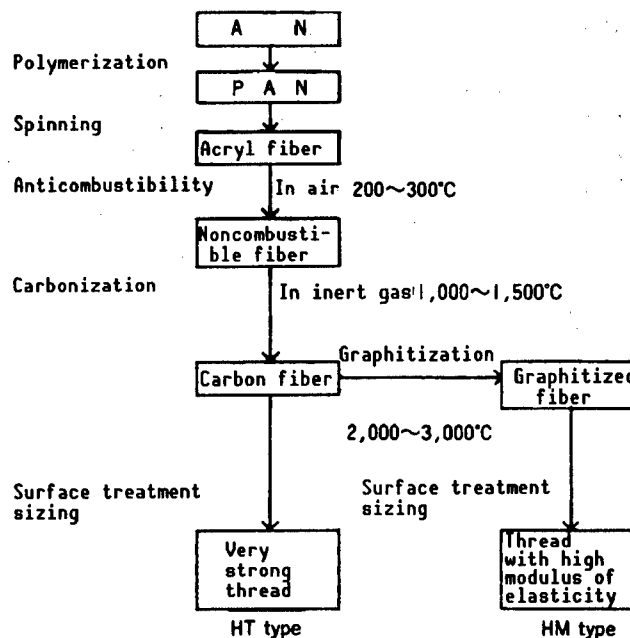 A N
Polymerization
P A N
Spinning
Acryl fiber
Anticombustibility
In air 200~300°C
Noncombusti-
ble fiber
Carbonization
In inert gas 1,000~1,500°C
Graphitization
Carbon fiber
Graphitized
fiber
2,000~3,000°C
Surface treatment
sizing
Surface treatment
sizing
Very
strong
thread
Thread
with high
modulus of
elasticity
HT type
HM type